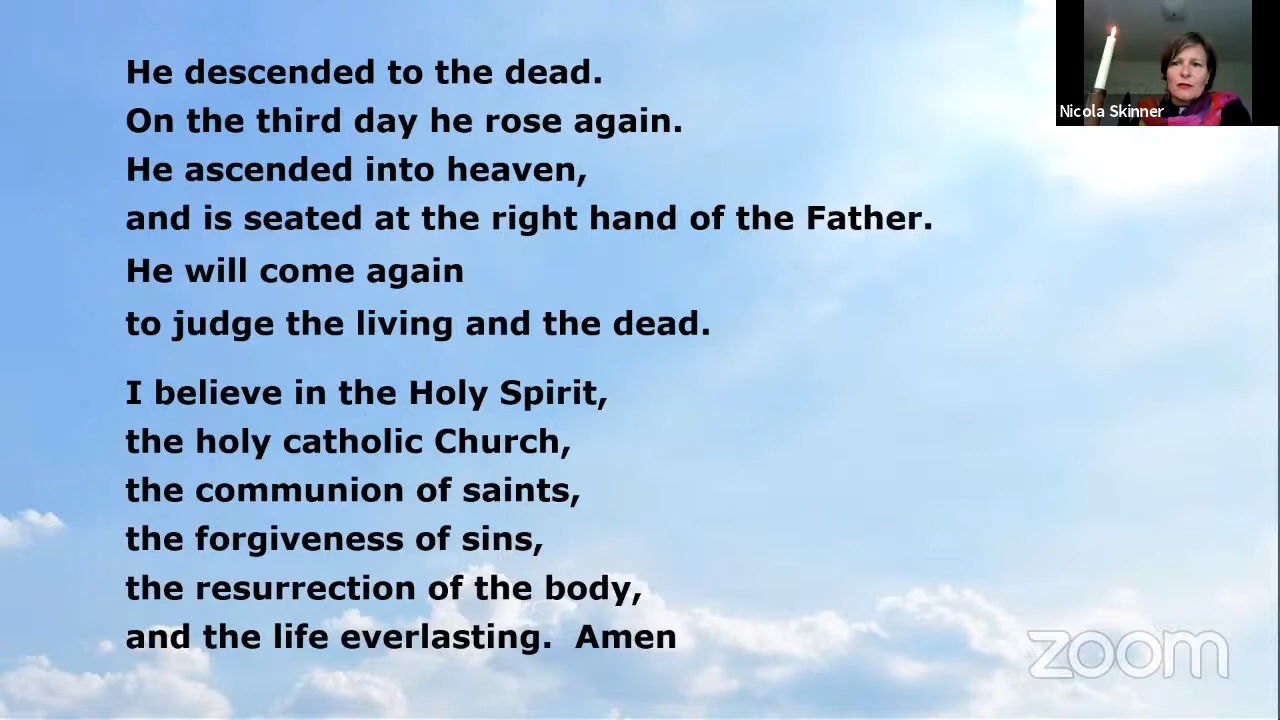 He descended to the dead.
On the third day he rose again.
He ascended into heaven,
and is seated at the right hand of the Father.
He will come again
to judge the living and the dead.
I believe in the Holy Spirit,
the holy catholic Church,
the communion of saints,
the forgiveness of sins,
the resurrection of the body,
and the life everlasting.  Amen
Nicola Skinner
zoom